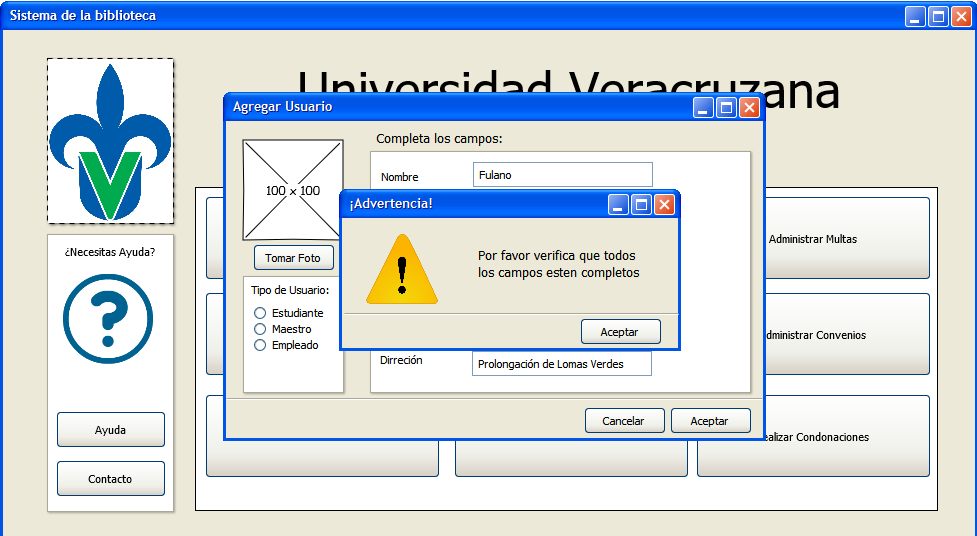 Sistema de la biblioteca
Universidad Veracruzana
Agregar Usuario
Completa los campos:
100 x 100
Nombre
Fulano
Tomar Foto
¡Advertencia!
Por favor verifica que todos
los campos esten completos
Aceptar
Tipo de Usuario:
Estudiante
Maestro
Empleado
Dirreción
Prolongación de Lomas Verdes
Cancelar
Aceptar
¿Necesitas Ayuda?
?
Ayuda
Contacto
Administrar Multas
dministrar Convenios
ealizar Condonaciones